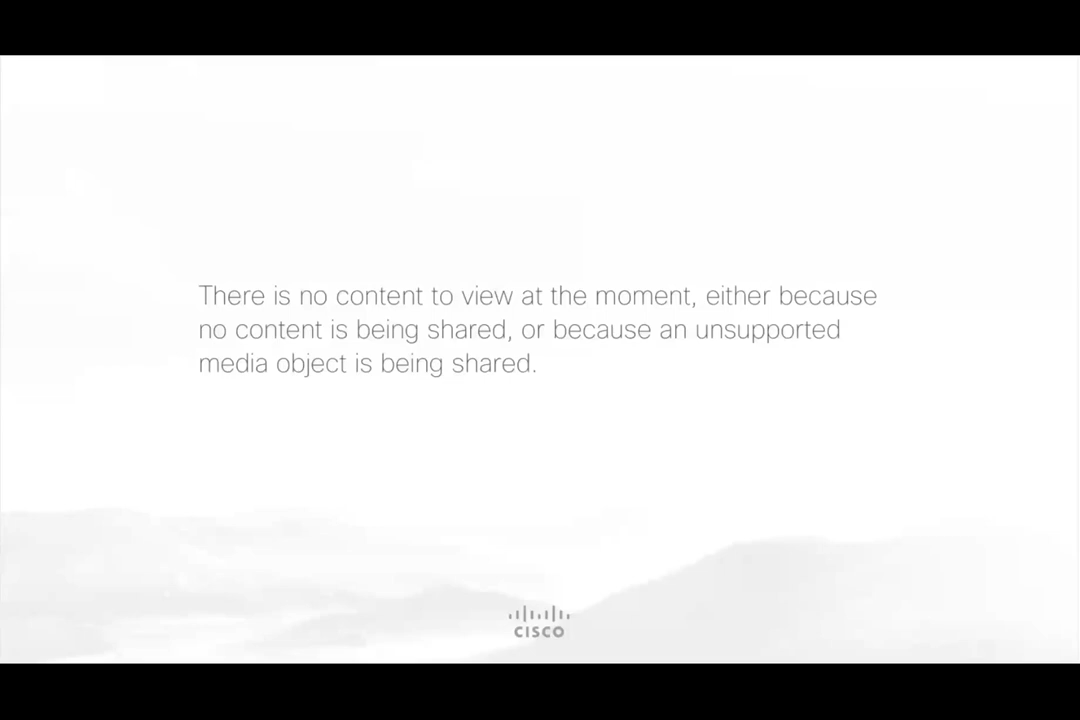 There is no content to view at the moment, either because
no content is being shared, or because an unsupported
media object is being shared.
CISCO